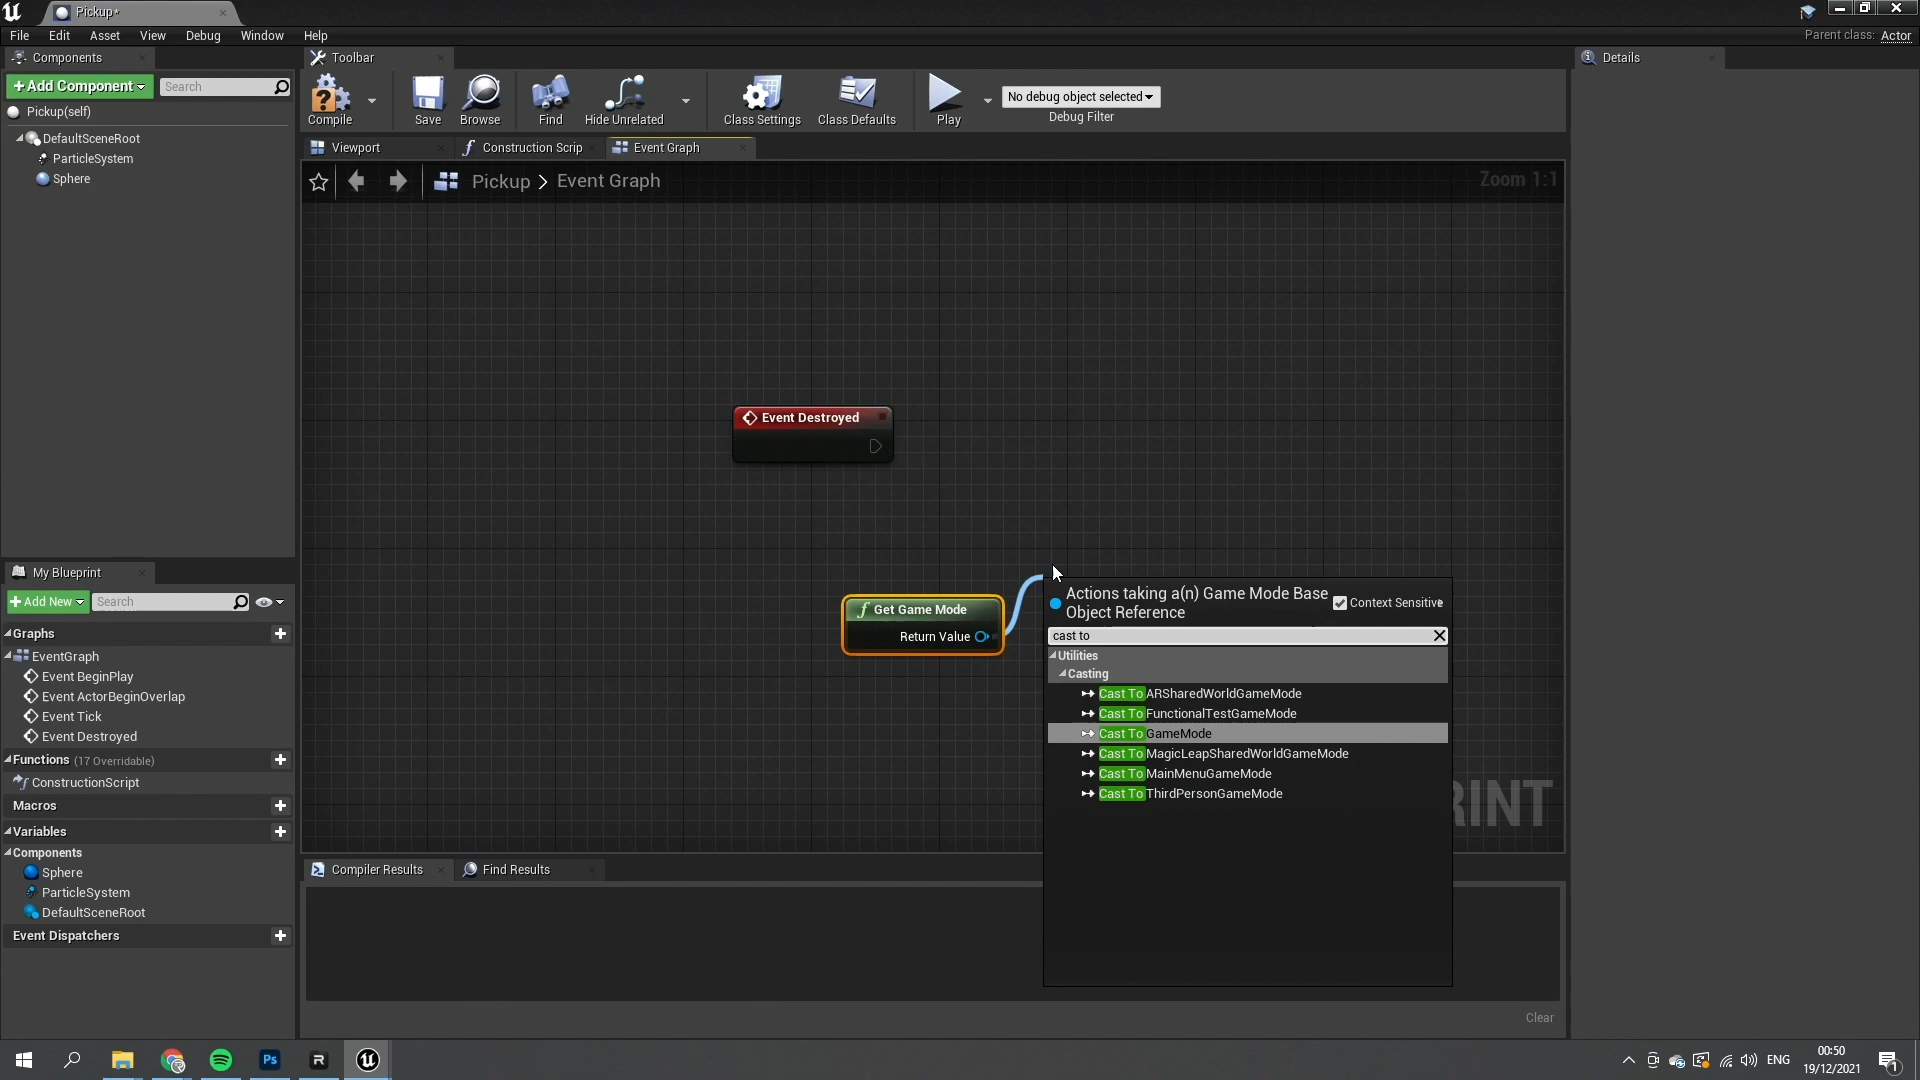 Pickup*
File Edit Asset View Debug Window Help
Parent class: Actor
Components
Toolbar
Details
+Add Component
Search
Pickup(self)
DefaultSceneRoot
ParticleSystem
Sphere
Compile
Save
Browse
Find
Hide Unrelated
Class Settings
Class Defaults
Play
No debug object selected
Debug Filter
Viewport
Construction Scrip
Event Graph
Pickup > Event Graph
Zoom 1:1
Event Destroyed
Get Game Mode
Return Value
Actions taking a(n) Game Mode Base
Object Reference
Context Sensitive
cast to
Utilities
Casting
Cast To ARSharedWorldGameMode
Cast To FunctionalTestGameMode
Cast To GameMode
Cast To MagicLeapSharedWorldGameMode
Cast To MainMenuGameMode
Cast To ThirdPersonGameMode
RINT
My Blueprint
+Add New
Search
Graphs
EventGraph
Event BeginPlay
Event ActorBeginOverlap
Event Tick
Event Destroyed
Functions (17 Overridable)
ConstructionScript
Macros
Variables
Components
Sphere
ParticleSystem
DefaultSceneRoot
Event Dispatchers
Compiler Results
Find Results
Clear
Ps
R
ENG
00:50
19/12/2021
1